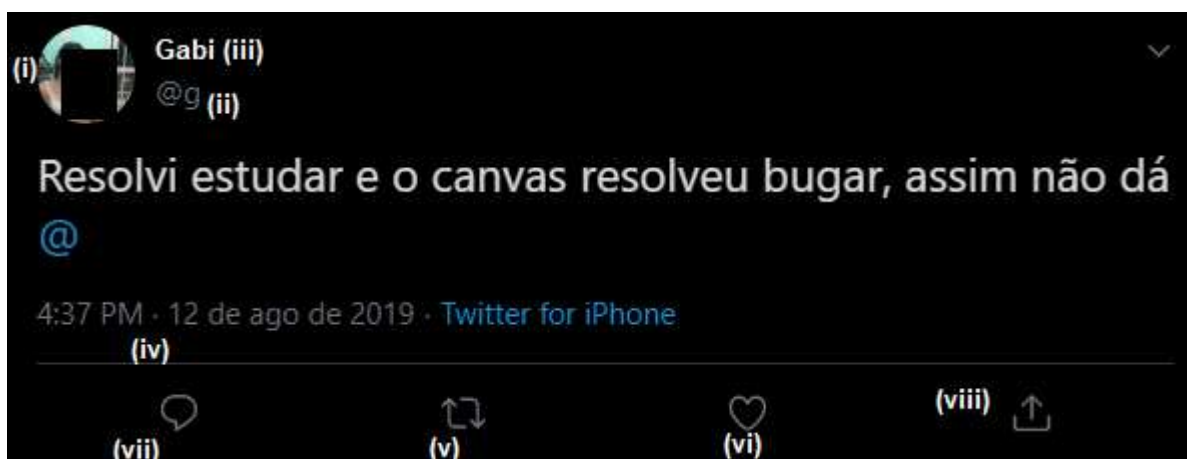 Gabi (iii)
(i)
@g (ii)
Resolvi estudar e o canvas resolveu bugar, assim não dá
@
4:37 PM · 12 de ago de 2019 · Twitter for iPhone
(iv)
(viii)
(vii) (v) (vi)